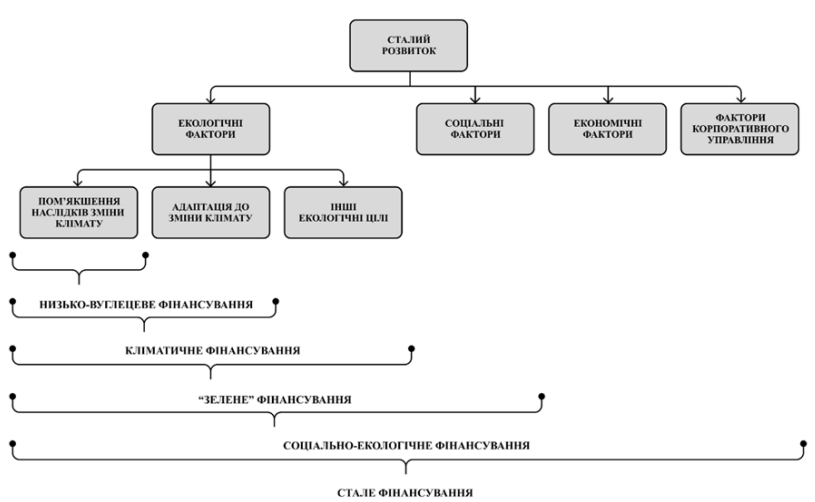 СТАЛИЙ
РОЗВИТОК
ЕКОЛОГІЧНІ
ФАКТОРИ
СОЦІАЛЬНІ
ФАКТОРИ
ЕКОНОМІЧНІ
ФАКТОРИ
ФАКТОРИ
КОРПОРАТИВНОГО
УПРАВЛІННЯ
ПОМ’ЯКШЕННЯ
НАСЛІДКІВ ЗМІНИ
КЛІМАТУ
АДАПТАЦІЯ ДО
ЗМІНИ КЛІМАТУ
ІНШІ
ЕКОЛОГІЧНІ ЦІЛІ
НИЗЬКО-ВУГЛЕЦЕВЕ ФІНАНСУВАННЯ
КЛІМАТИЧНЕ ФІНАНСУВАННЯ
“ЗЕЛЕНЕ” ФІНАНСУВАННЯ
СОЦІАЛЬНО-ЕКОЛОГІЧНЕ ФІНАНСУВАННЯ
СТАЛЕ ФІНАНСУВАННЯ